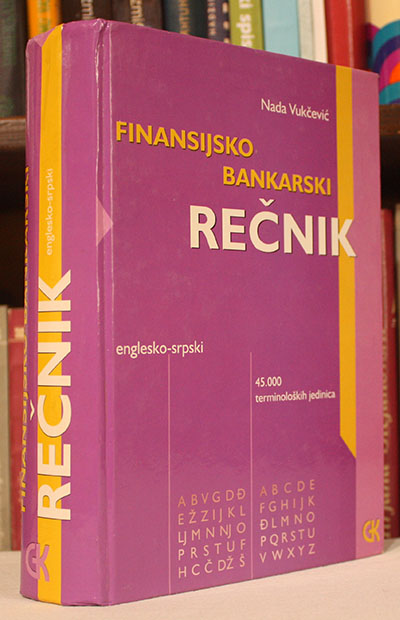 Nada Vukčević
FINANSIJSKO
BANKARSKI
REČNIK
englesko-srpski
45.000
terminoloških jedinica
A B V G D Đ
E Ž Z I J K L
LJ M N NJ O
P R S T U F
H C Č DŽ Š
A B C D E
F G H I J K
Đ L M N O
P Q R S T U
V W X Y Z
GK
REČNIK
englesko-srpski
FINANSIJSKO
GK
i spis